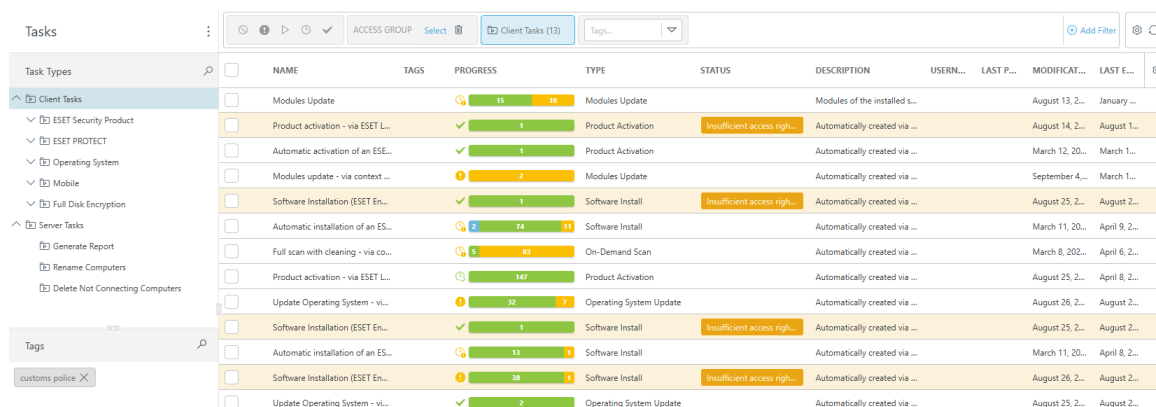 Tasks
ACCESS GROUP Select Client Tasks (13) Tags... Add Filter
Task Types
NAME TAGS PROGRESS TYPE STATUS DESCRIPTION USERN... LAST P... MODIFICAT... LAST E...
Client Tasks
ESET Security Product
ESET PROTECT
Operating System
Mobile
Full Disk Encryption
Server Tasks
Generate Report
Rename Computers
Delete Not Connecting Computers
Modules Update 15 10 Modules Update Modules of the installed s... August 13, 2... January ...
Product activation - via ESET L... 1 Product Activation Insufficient access righ... Automatically created via ... August 14, 2... August 1...
Automatic activation of an ESE... 1 Product Activation Automatically created via ... March 12, 20... March 1...
Modules update - via context ... 2 Modules Update Automatically created via ... September 4,... March 1...
Software Installation (ESET En... 1 Software Install Insufficient access righ... Automatically created via ... August 25, 2... August 2...
Automatic installation of an ES... 2 74 11 Software Install Automatically created via ... March 11, 20... April 9, 2...
Full scan with cleaning - via co... 5 83 On-Demand Scan Automatically created via ... March 8, 202... April 6, 2...
Product activation - via ESET L... 147 Product Activation Automatically created via ... August 25, 2... April 8, 2...
Update Operating System - vi... 32 7 Operating System Update Automatically created via ... August 26, 2... August 2...
Software Installation (ESET En... 1 Software Install Insufficient access righ... Automatically created via ... August 25, 2... August 2...
Automatic installation of an ES... 13 1 Software Install Automatically created via ... March 11, 20... April 8, 2...
Software Installation (ESET En... 38 1 Software Install Insufficient access righ... Automatically created via ... August 26, 2... August 2...
Update Operating System - vi... 2 Operating System Update Automatically created via ... August 25, 2... August 2...
Tags
customs police